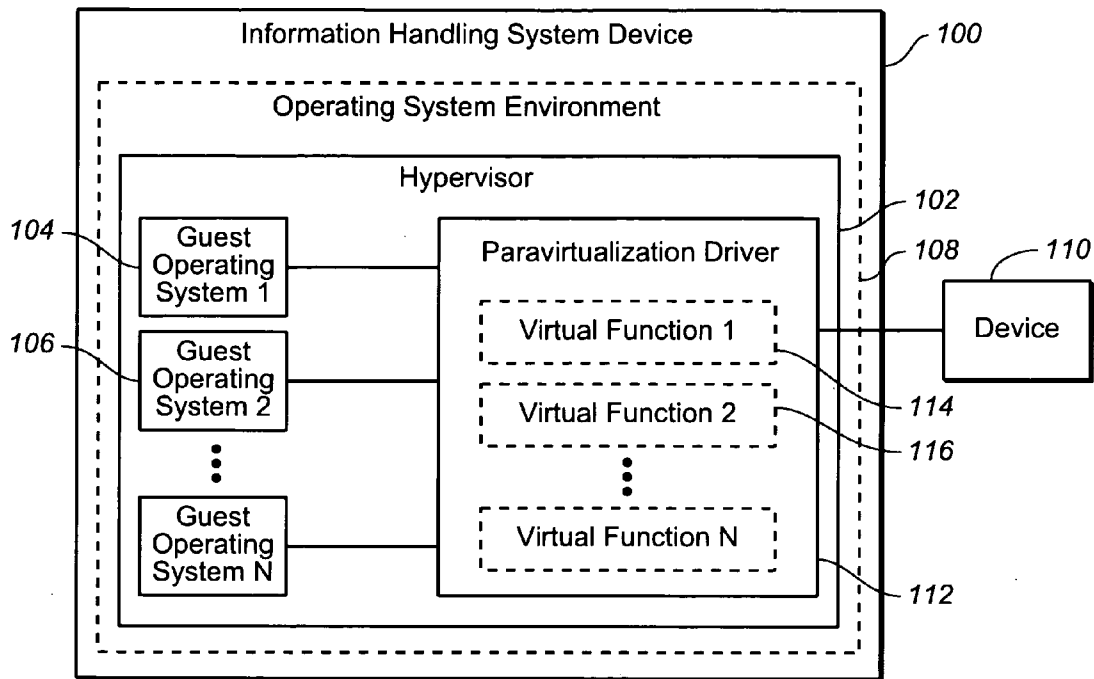 Information Handling System Device
100
Operating System Environment
Hypervisor
102
104
Guest
Operating
System 1
Paravirtualization Driver
108
110
Virtual Function 1
Device
106
Guest
Operating
System 2
Virtual Function 2
114
116
Guest
Operating
System N
Virtual Function N
112